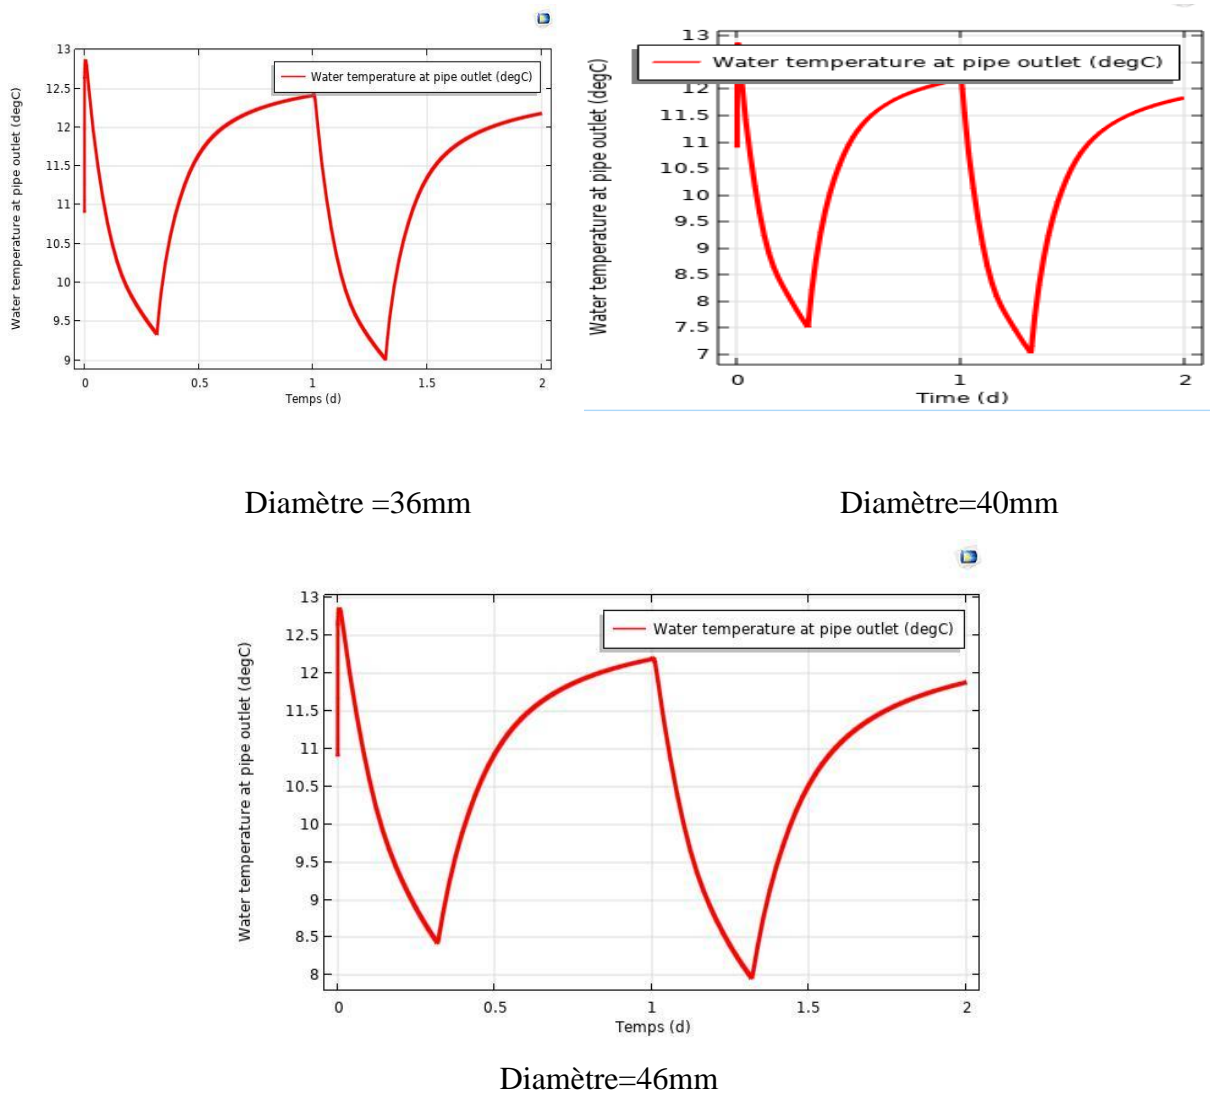 13
12.5
12
11.5
11
10.5
10
9.5
9
Water temperature at pipe outlet (degC)
Water temperature at pipe outlet (degC)
0 0.5 1 1.5 2
Temps (d)
13
12
11.5
11
10.5
10
9.5
9
8.5
8
7.5
7
Water temperature at pipe outlet (degC)
Water temperature at pipe outlet (degC)
0 1 2
Time (d)
Diamètre =36mm
Diamètre=40mm
13
12.5
12
11.5
11
10.5
10
9.5
9
8.5
8
Water temperature at pipe outlet (degC)
Water temperature at pipe outlet (degC)
0 0.5 1 1.5 2
Temps (d)
Diamètre=46mm